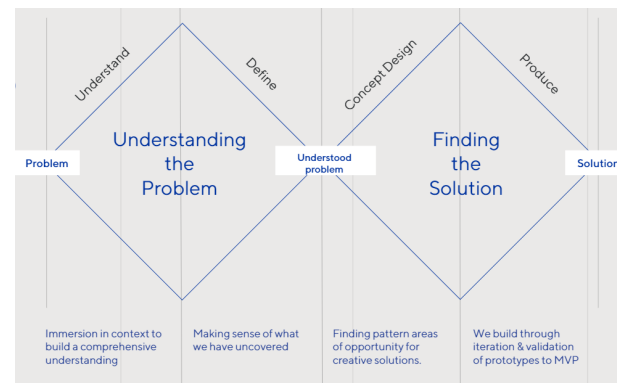 Understand
Define
Concept Design
Produce
Understanding
the
Problem
Finding
the
Solution
Problem
Understood
problem
Solution
Immersion in context to
build a comprehensive
understanding
Making sense of what
we have uncovered
Finding pattern areas
of opportunity for
creative solutions.
We build through
iteration & validation
of prototypes to MVP